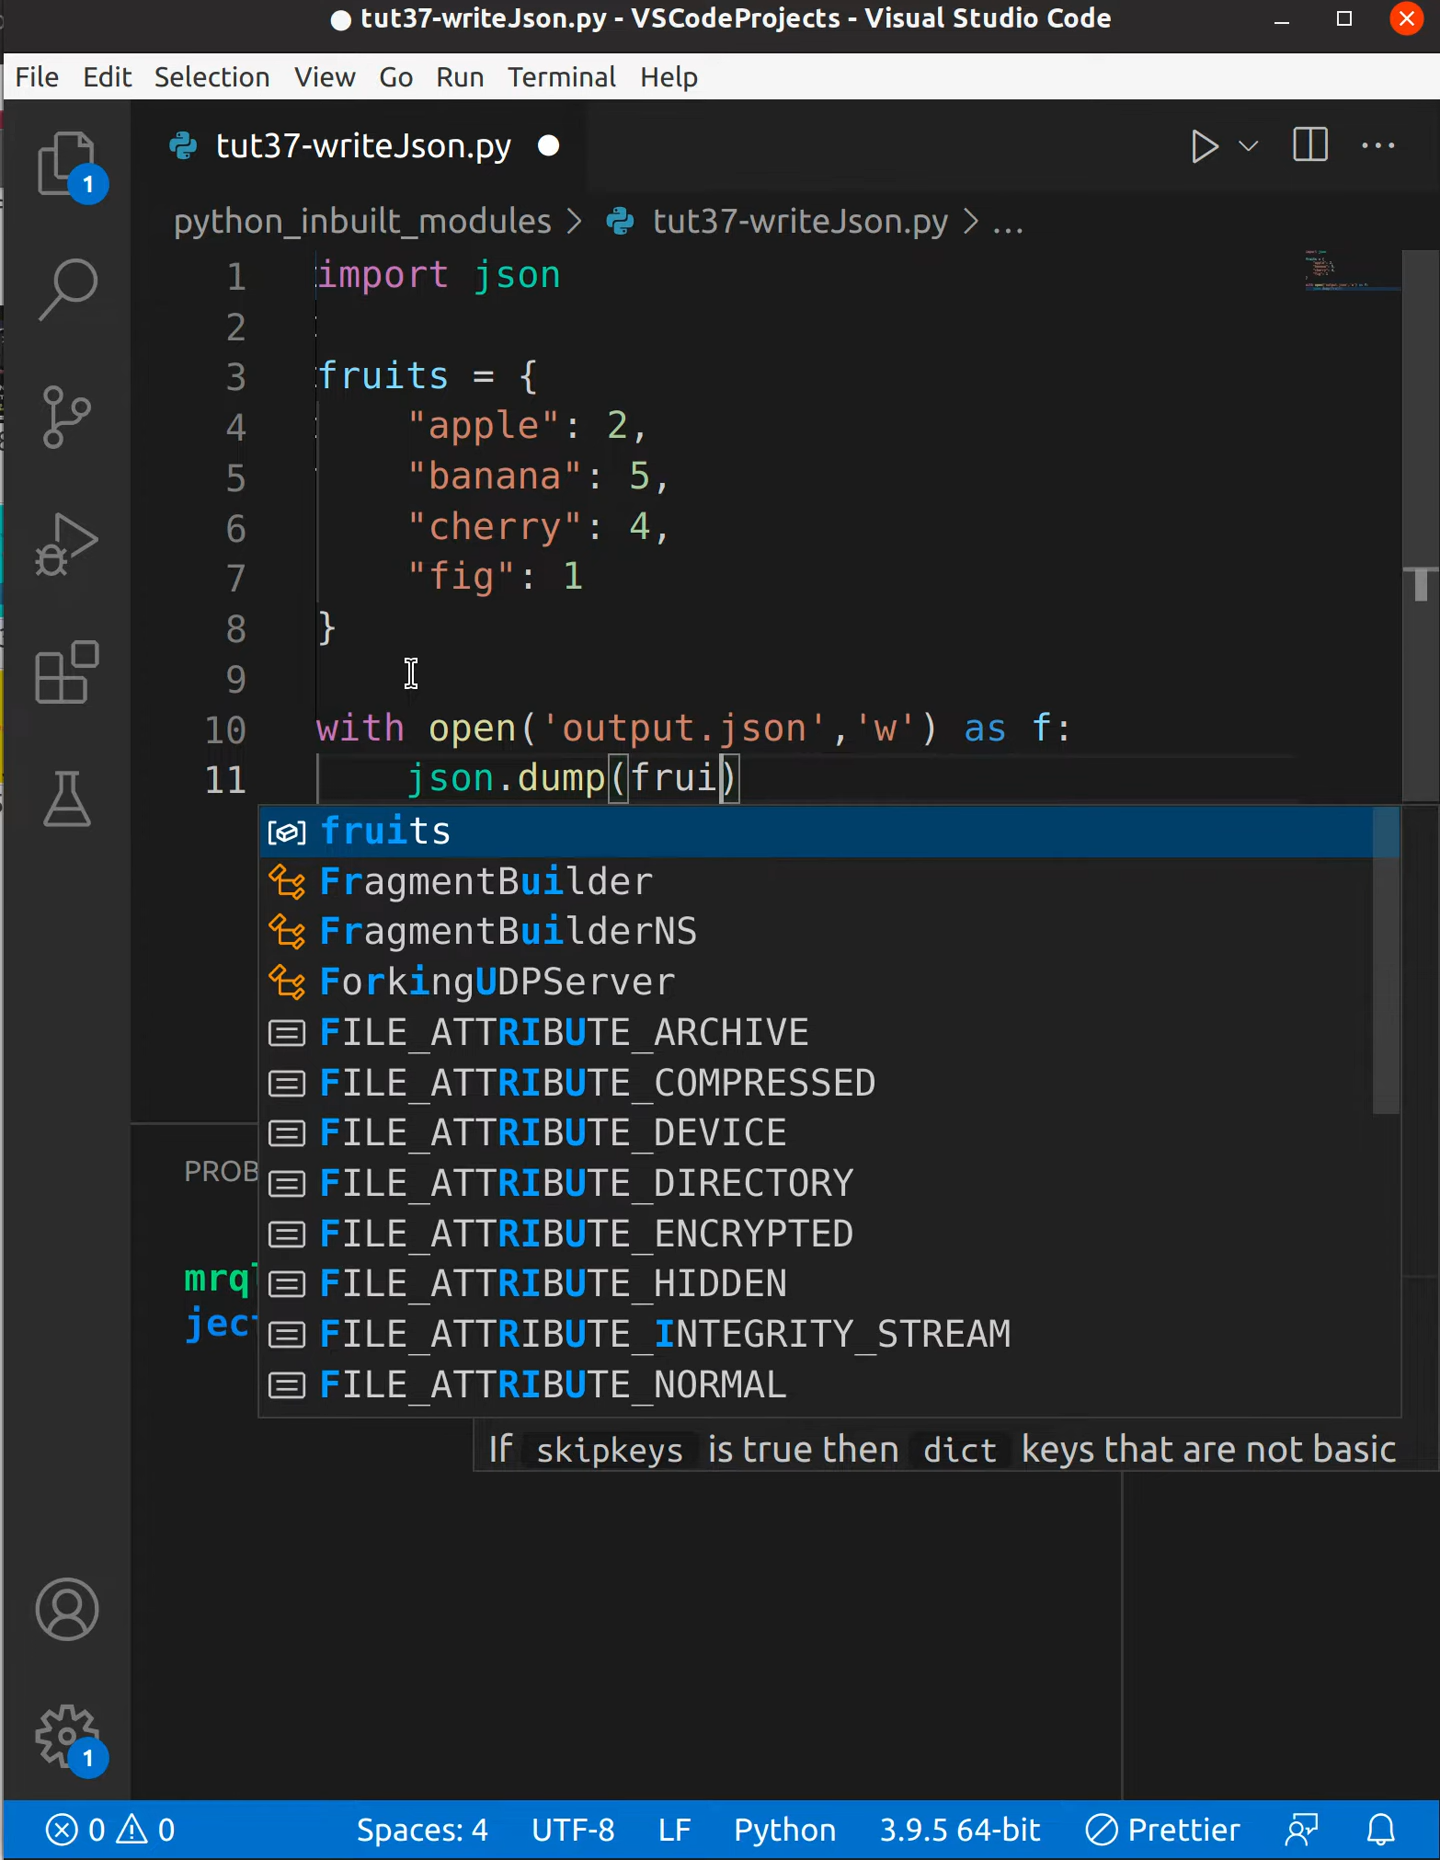 tut37-writeJson.py - VSCodeProjects - Visual Studio Code
File Edit Selection View Go Run Terminal Help
tut37-writeJson.py
1
python_inbuilt_modules > tut37-writeJson.py > ...
1 import json
2
3 fruits = {
4 "apple": 2,
5 "banana": 5,
6 "cherry": 4,
7 "fig": 1
8 }
9
10 with open('output.json','w') as f:
11 json.dump(frui)
fruits
FragmentBuilder
FragmentBuilderNS
ForkingUDPServer
FILE_ATTRIBUTE_ARCHIVE
FILE_ATTRIBUTE_COMPRESSED
FILE_ATTRIBUTE_DEVICE
PROB
FILE_ATTRIBUTE_DIRECTORY
FILE_ATTRIBUTE_ENCRYPTED
mrq
FILE_ATTRIBUTE_HIDDEN
jec
FILE_ATTRIBUTE_INTEGRITY_STREAM
FILE_ATTRIBUTE_NORMAL
If skipkeys is true then dict keys that are not basic
1
0 0 Spaces: 4 UTF-8 LF Python 3.9.5 64-bit Prettier